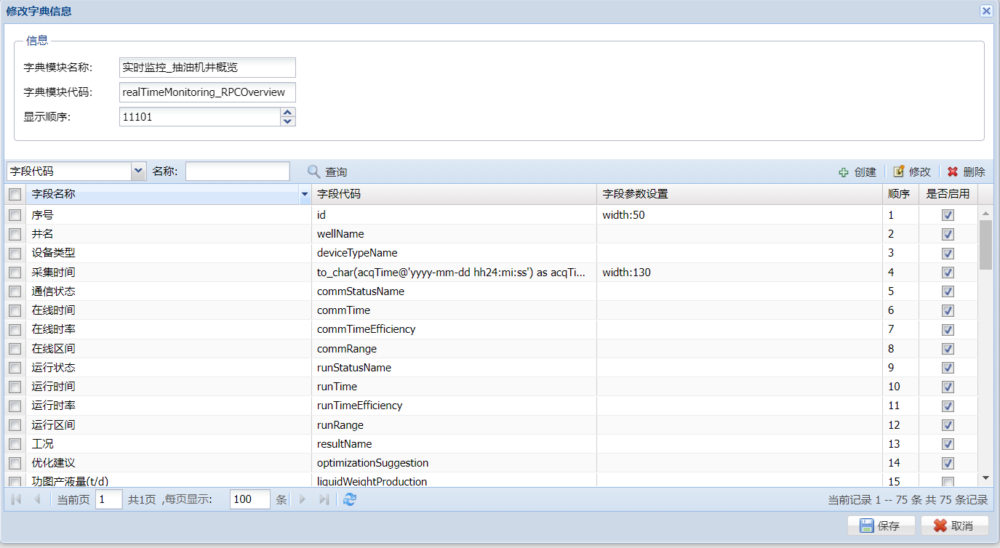 修改字典信息
信息
字典模块名称: 实时监控_抽油机井概览
字典模块代码: realTimeMonitoring_RPCOverview
显示顺序: 11101
字段代码 名称: 查询 创建 修改 删除
字段名称 字段代码 字段参数设置 顺序 是否启用
序号 id width:50 1
井名 wellName 2
设备类型 deviceTypeName 3
采集时间 to_char(acqTime@'yyyy-mm-dd hh24:mi:ss') as acqTi... width:130 4
通信状态 commStatusName 5
在线时间 commTime 6
在线时率 commTimeEfficiency 7
在线区间 commRange 8
运行状态 runStatusName 9
运行时间 runTime 10
运行时率 runTimeEfficiency 11
运行区间 runRange 12
工况 resultName 13
优化建议 optimizationSuggestion 14
功图产液量(t/d) liquidWeightProduction 15
当前页 1 共1页 ,每页显示: 100 条 当前记录 1 -- 75 条 共 75 条记录
保存 取消